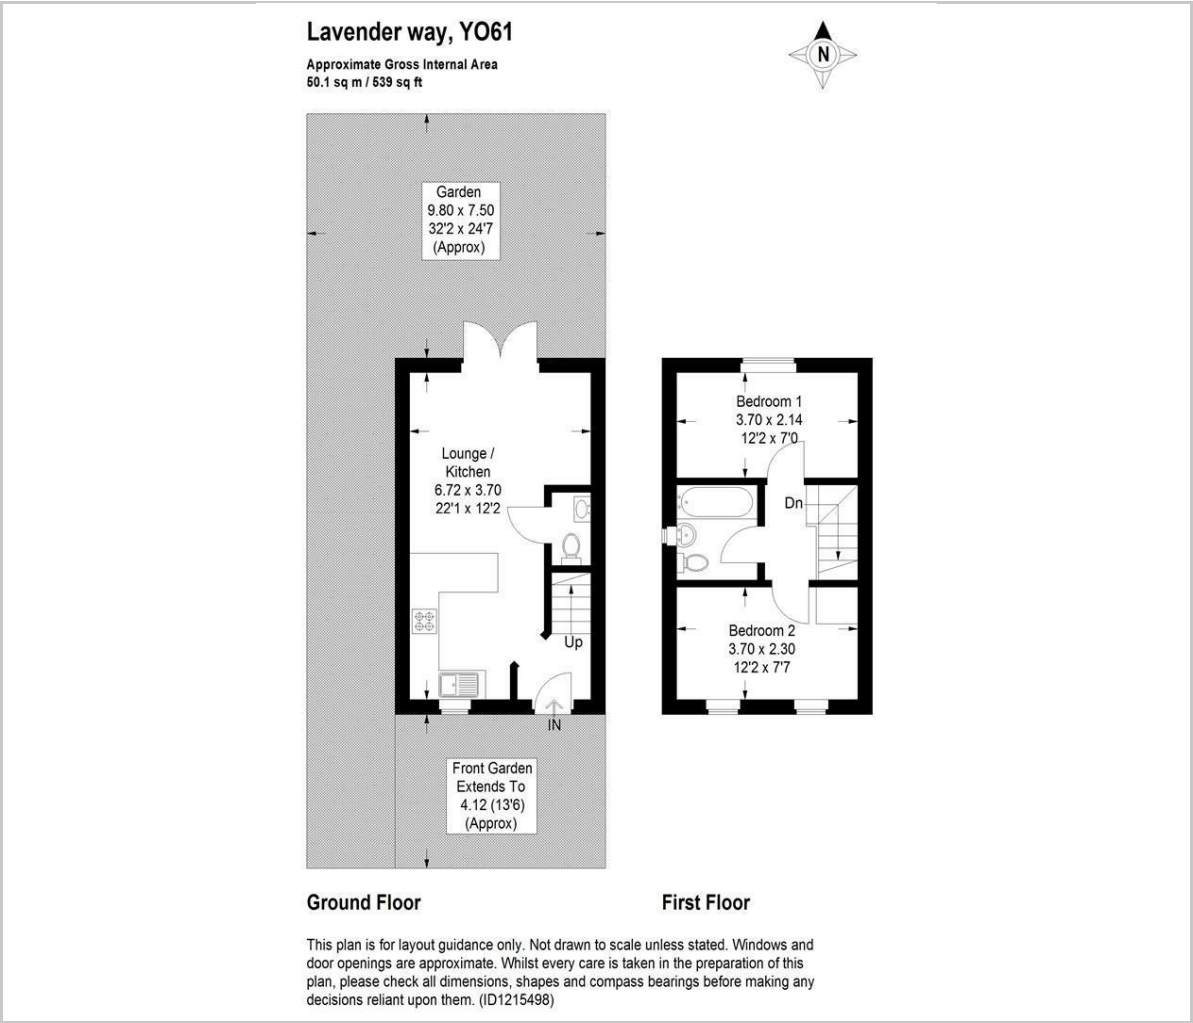 Lavender way, YO61
Approximate Gross Internal Area
50.1 sq m / 539 sq ft
N
Garden
9.80 x 7.50
32'2 x 24'7
(Approx)
Lounge /
Kitchen
6.72 x 3.70
22'1 x 12'2
Up
IN
Front Garden
Extends To
4.12 (13'6)
(Approx)
Bedroom 1
3.70 x 2.14
12'2 x 7'0
Dn
Bedroom 2
3.70 x 2.30
12'2 x 7'7
Ground Floor
First Floor
This plan is for layout guidance only. Not drawn to scale unless stated. Windows and
door openings are approximate. Whilst every care is taken in the preparation of this
plan, please check all dimensions, shapes and compass bearings before making any
decisions reliant upon them. (ID1215498)